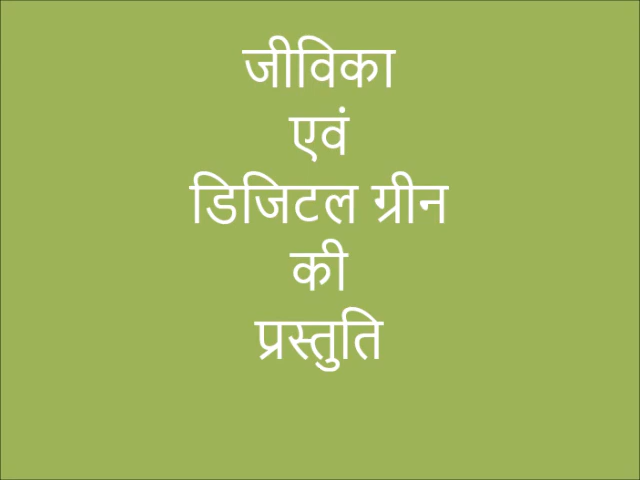 जीविका
एवं
डिजिटल ग्रीन
की
प्रस्तुति